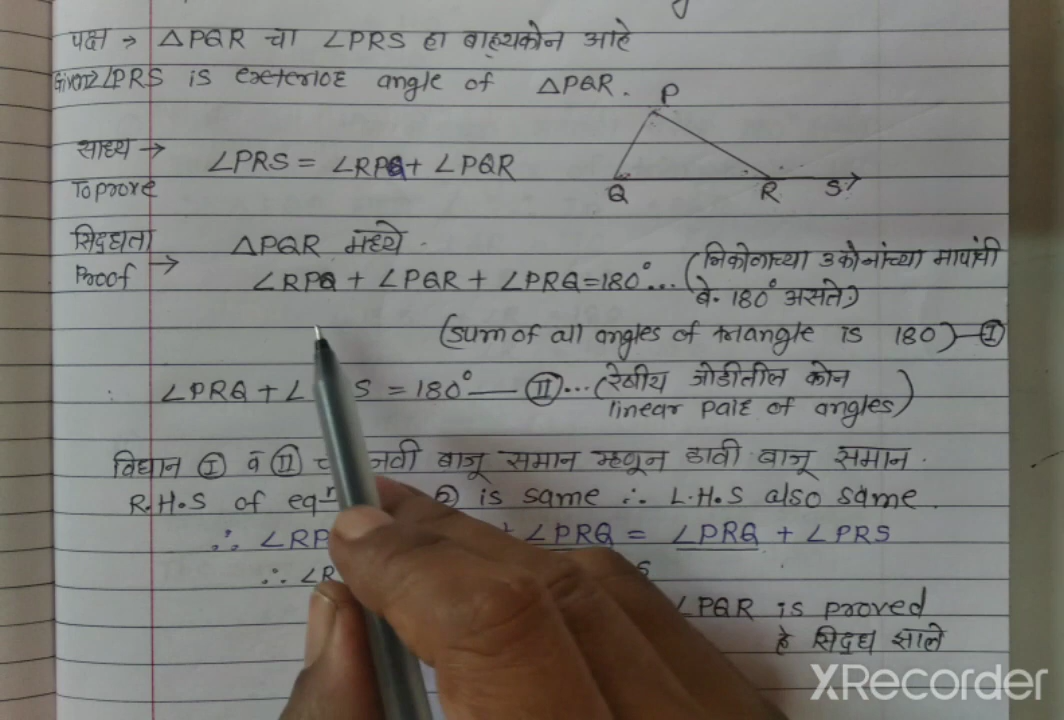 पक्ष → △PQR चा ∠PRS हा बाह्यकोन आहे
Given→∠PRS is exterior angle of △PQR.
P
साध्य →
∠PRS = ∠RPQ + ∠PQR
To prove
Q R S
सिद्धता → △PQR मध्ये.
Proof
∠RPQ + ∠PQR + ∠PRQ = 180°... (त्रिकोणाच्या 3 कोनांच्या मापांची
बे. 180° असते.)
(sum of all angles of triangle is 180) — I
∠PRQ + ∠ S = 180° — II ... (रेषीय जोडीतील कोन
linear pair of angles)
विधान I व II बाजू समान म्हणून डावी बाजू समान.
R.H.S of eqn 2 is same ∴ L.H.S also same.
∴ ∠RP + ∠PRQ = ∠PRQ + ∠PRS
∴ ∠R S
∠PQR is proved
हे सिद्ध झाले
XRecorder